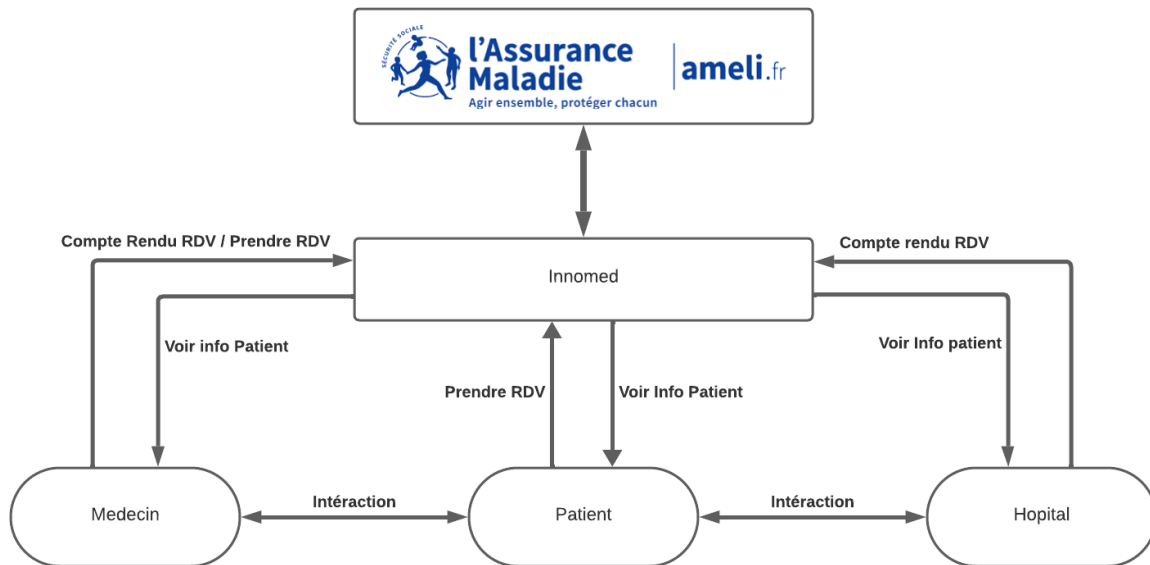 SÉCURITÉ SOCIALE
l'Assurance
Maladie
Agir ensemble, protéger chacun
ameli.fr
Compte Rendu RDV / Prendre RDV
Compte rendu RDV
Innomed
Voir info Patient
Voir Info patient
Prendre RDV
Voir Info Patient
Medecin
Intéraction
Patient
Intéraction
Hopital